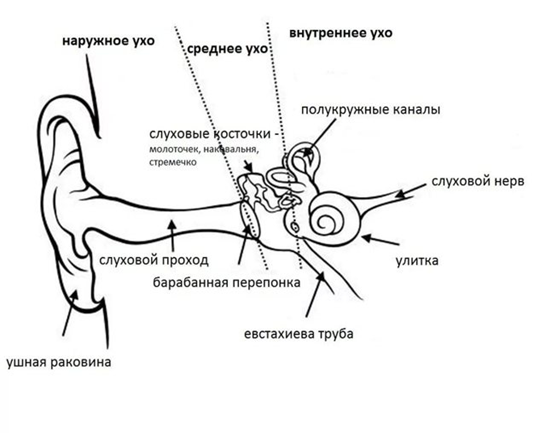 наружное ухо
среднее ухо
внутреннее ухо
полукружные каналы
слуховые косточки -
молоточек, наковальня,
стремечко
слуховой нерв
слуховой проход
улитка
барабанная перепонка
евстахиева труба
ушная раковина